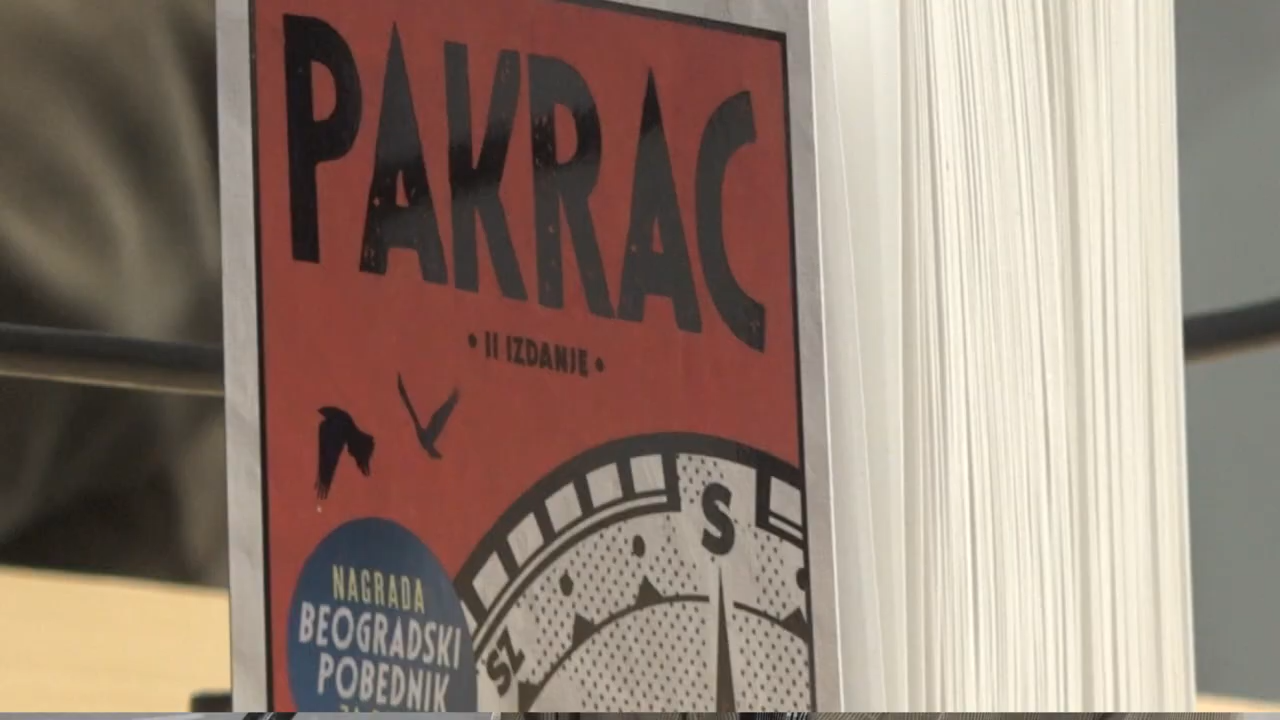 PAKRAC
• II IZDANJE •
S
SZ
NAGRADA
BEOGRADSKI
POBEDNIK